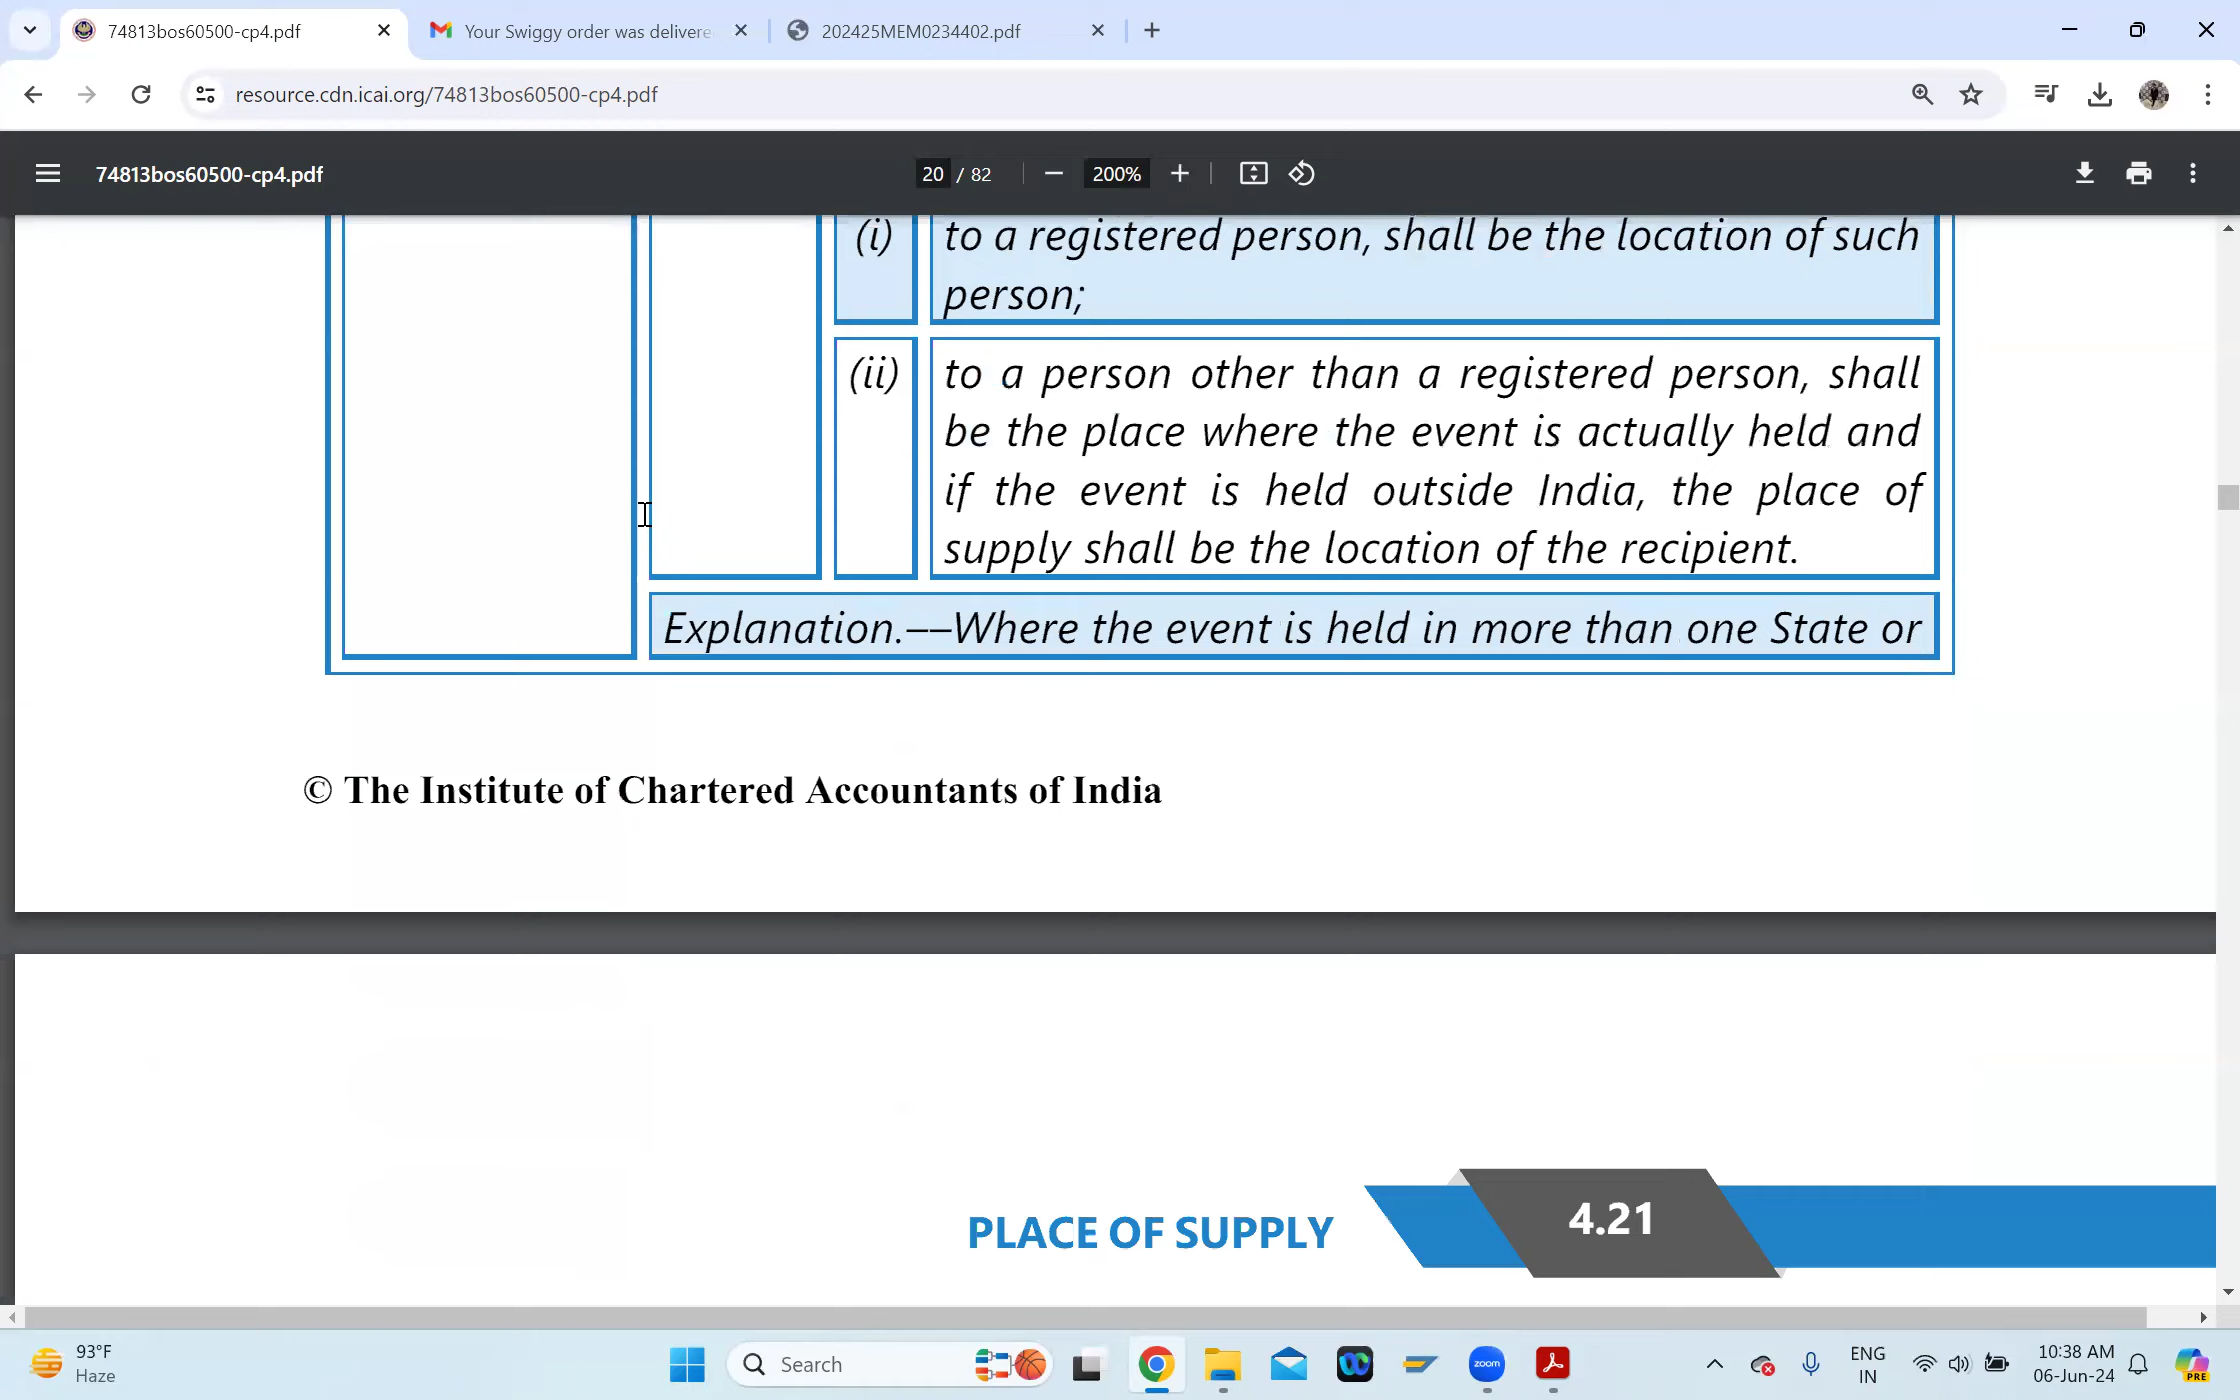 74813bos60500-cp4.pdf
Your Swiggy order was delivere
202425MEM0234402.pdf
resource.cdn.icai.org/74813bos60500-cp4.pdf
74813bos60500-cp4.pdf
20 / 82
200%
(i) to a registered person, shall be the location of such
person;
(ii) to a person other than a registered person, shall
be the place where the event is actually held and
if the event is held outside India, the place of
supply shall be the location of the recipient.
Explanation.––Where the event is held in more than one State or
© The Institute of Chartered Accountants of India
PLACE OF SUPPLY
4.21
93°F
Haze
Search
zoom
ENG
IN
10:38 AM
06-Jun-24
PRE